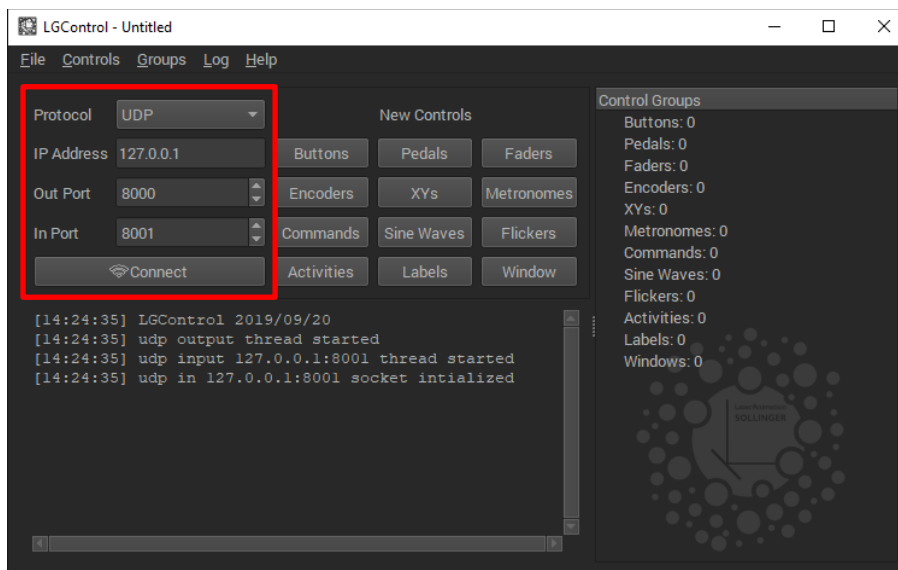 LGControl - Untitled
File Controls Groups Log Help
Protocol UDP
IP Address 127.0.0.1
Out Port 8000
In Port 8001
Connect
New Controls
Buttons Pedals Faders
Encoders XYs Metronomes
Commands Sine Waves Flickers
Activities Labels Window
[14:24:35] LGControl 2019/09/20
[14:24:35] udp output thread started
[14:24:35] udp input 127.0.0.1:8001 thread started
[14:24:35] udp in 127.0.0.1:8001 socket intialized
Control Groups
Buttons: 0
Pedals: 0
Faders: 0
Encoders: 0
XYs: 0
Metronomes: 0
Commands: 0
Sine Waves: 0
Flickers: 0
Activities: 0
Labels: 0
Windows: 0
SOLLINGER